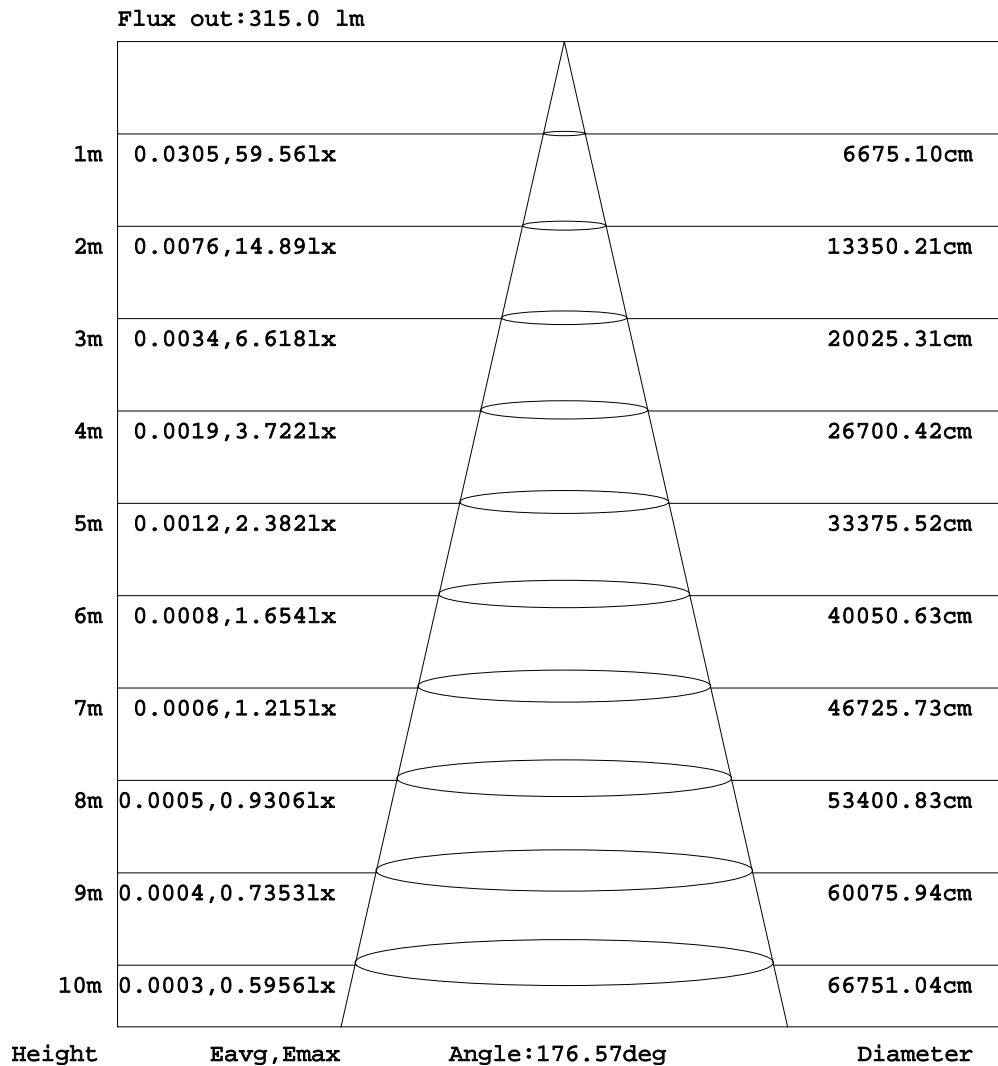 Flux out:315.0 lm
1m 0.0305,59.56lx 6675.10cm
2m 0.0076,14.89lx 13350.21cm
3m 0.0034,6.618lx 20025.31cm
4m 0.0019,3.722lx 26700.42cm
5m 0.0012,2.382lx 33375.52cm
6m 0.0008,1.654lx 40050.63cm
7m 0.0006,1.215lx 46725.73cm
8m 0.0005,0.9306lx 53400.83cm
9m 0.0004,0.7353lx 60075.94cm
10m 0.0003,0.5956lx 66751.04cm
Height Eavg,Emax Angle:176.57deg Diameter